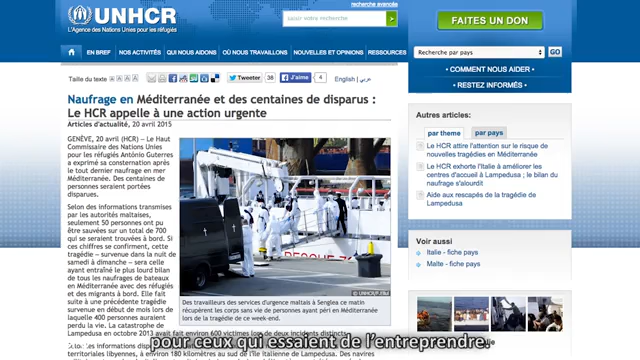 recherche avancée
UNHCR
L'Agence des Nations Unies pour les réfugiés
saisir votre recherche
FAITES UN DON
EN BREF NOS ACTIVITÉS QUI NOUS AIDONS OÙ NOUS TRAVAILLONS NOUVELLES ET OPINIONS RESSOURCES
Recherche par pays GO
• COMMENT NOUS AIDER •
• RESTEZ INFORMÉS •
Taille du texte A A A A
Tweeter 38 J'aime 4 English | عربي |
Naufrage en Méditerranée et des centaines de disparus :
Le HCR appelle à une action urgente
Articles d'actualité, 20 avril 2015
GENÈVE, 20 avril (HCR) – Le Haut
Commissaire des Nations Unies
pour les réfugiés António Guterres
a exprimé sa consternation après
le tout dernier naufrage en mer
Méditerranée. Des centaines de
personnes seraient portées
disparues.
Selon des informations transmises
par les autorités maltaises,
seulement 50 personnes ont pu
être sauvées sur un total de 700
qui se seraient trouvées à bord. Si
ces chiffres se confirment, cette
tragédie – survenue dans la nuit de
samedi à dimanche – sera celle
ayant entraîné le plus lourd bilan
de tous les naufrages de bateaux
en Méditerranée avec des réfugiés
et des migrants à bord. Elle fait
suite à une précédente tragédie
survenue en début de mois lors de
laquelle 400 personnes auraient
perdu la vie. La catastrophe de
Lampedusa en octobre 2013 avait fait environ 600 victimes lors de deux incidents distincts.
© UNHCR/F.
Des travailleurs des services d'urgence maltais à Senglea ce matin
récupèrent les corps sans vie de personnes ayant péri en mer Méditerranée
lors de la tragédie de ce week-end.
Autres articles:
par theme par pays
Le HCR attire l'attention sur le risque de
nouvelles tragédies en Méditerranée
Le HCR exhorte l'Italie à améliorer les
centres d'accueil à Lampedusa ; le bilan du
naufrage s'alourdit
Aide aux rescapés de la tragédie de
Lampedusa
Voir aussi
Italie - fiche pays
Malte - fiche pays
les informations dispo
territoriales libyennes, à environ 180 kilomètres au sud de l'île italienne de Lampedusa. Des
pour ceux qui essaient de l'entreprendre.